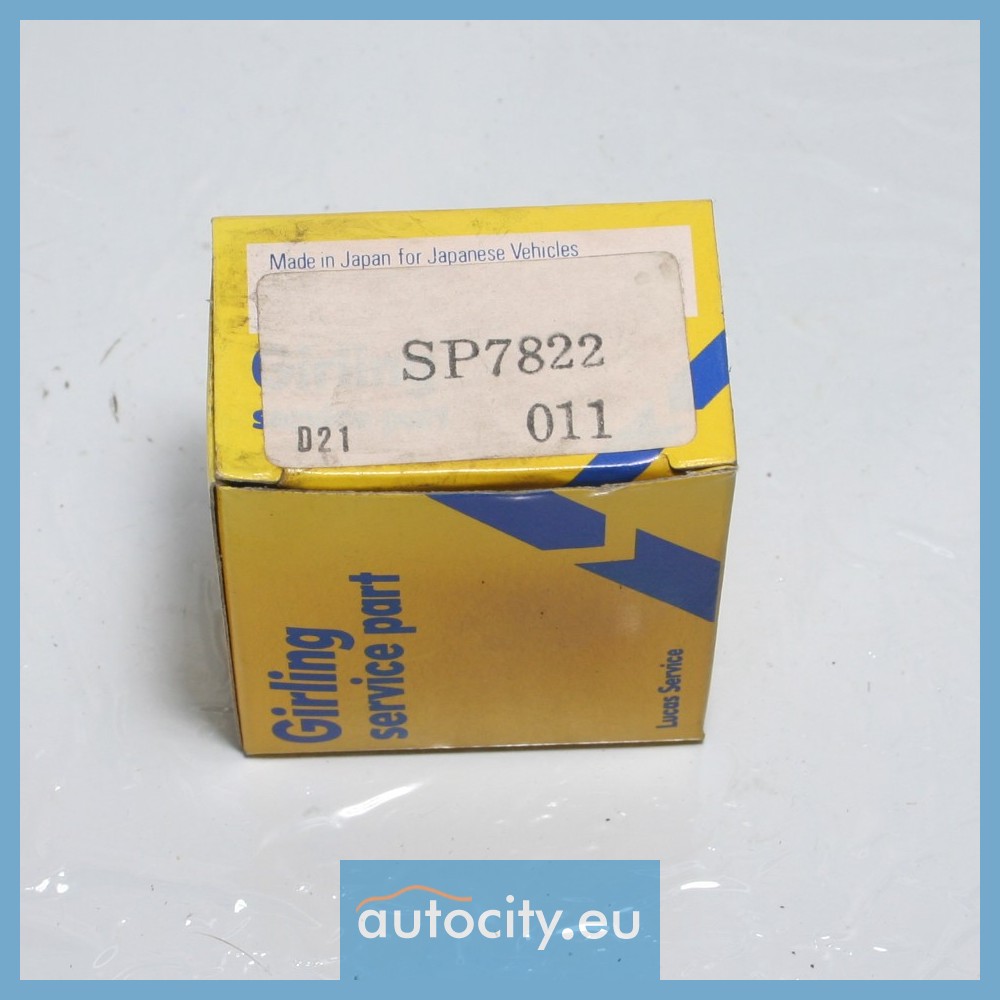 Made in Japan for Japanese Vehicles
SP7822
011
D21
Girling
service part
Lucas Service
autocity.eu